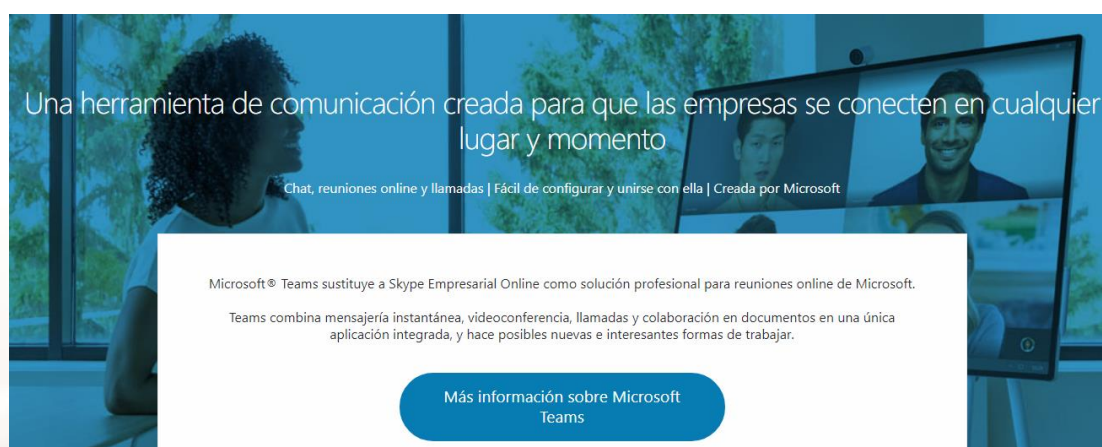 Una herramienta de comunicación creada para que las empresas se conecten en cualquier
lugar y momento
Chat, reuniones online y llamadas | Fácil de configurar y unirse con ella | Creada por Microsoft
Microsoft® Teams sustituye a Skype Empresarial Online como solución profesional para reuniones online de Microsoft.
Teams combina mensajería instantánea, videoconferencia, llamadas y colaboración en documentos en una única
aplicación integrada, y hace posibles nuevas e interesantes formas de trabajar.
Más información sobre Microsoft
Teams